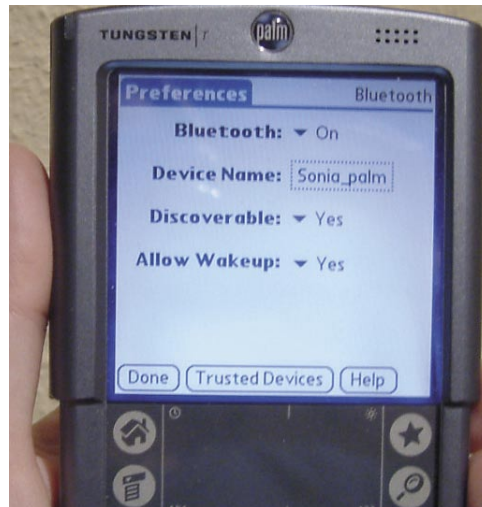 TUNGSTEN T palm
Preferences Bluetooth
Bluetooth: On
Device Name: Sonia_palm
Discoverable: Yes
Allow Wakeup: Yes
Done Trusted Devices Help